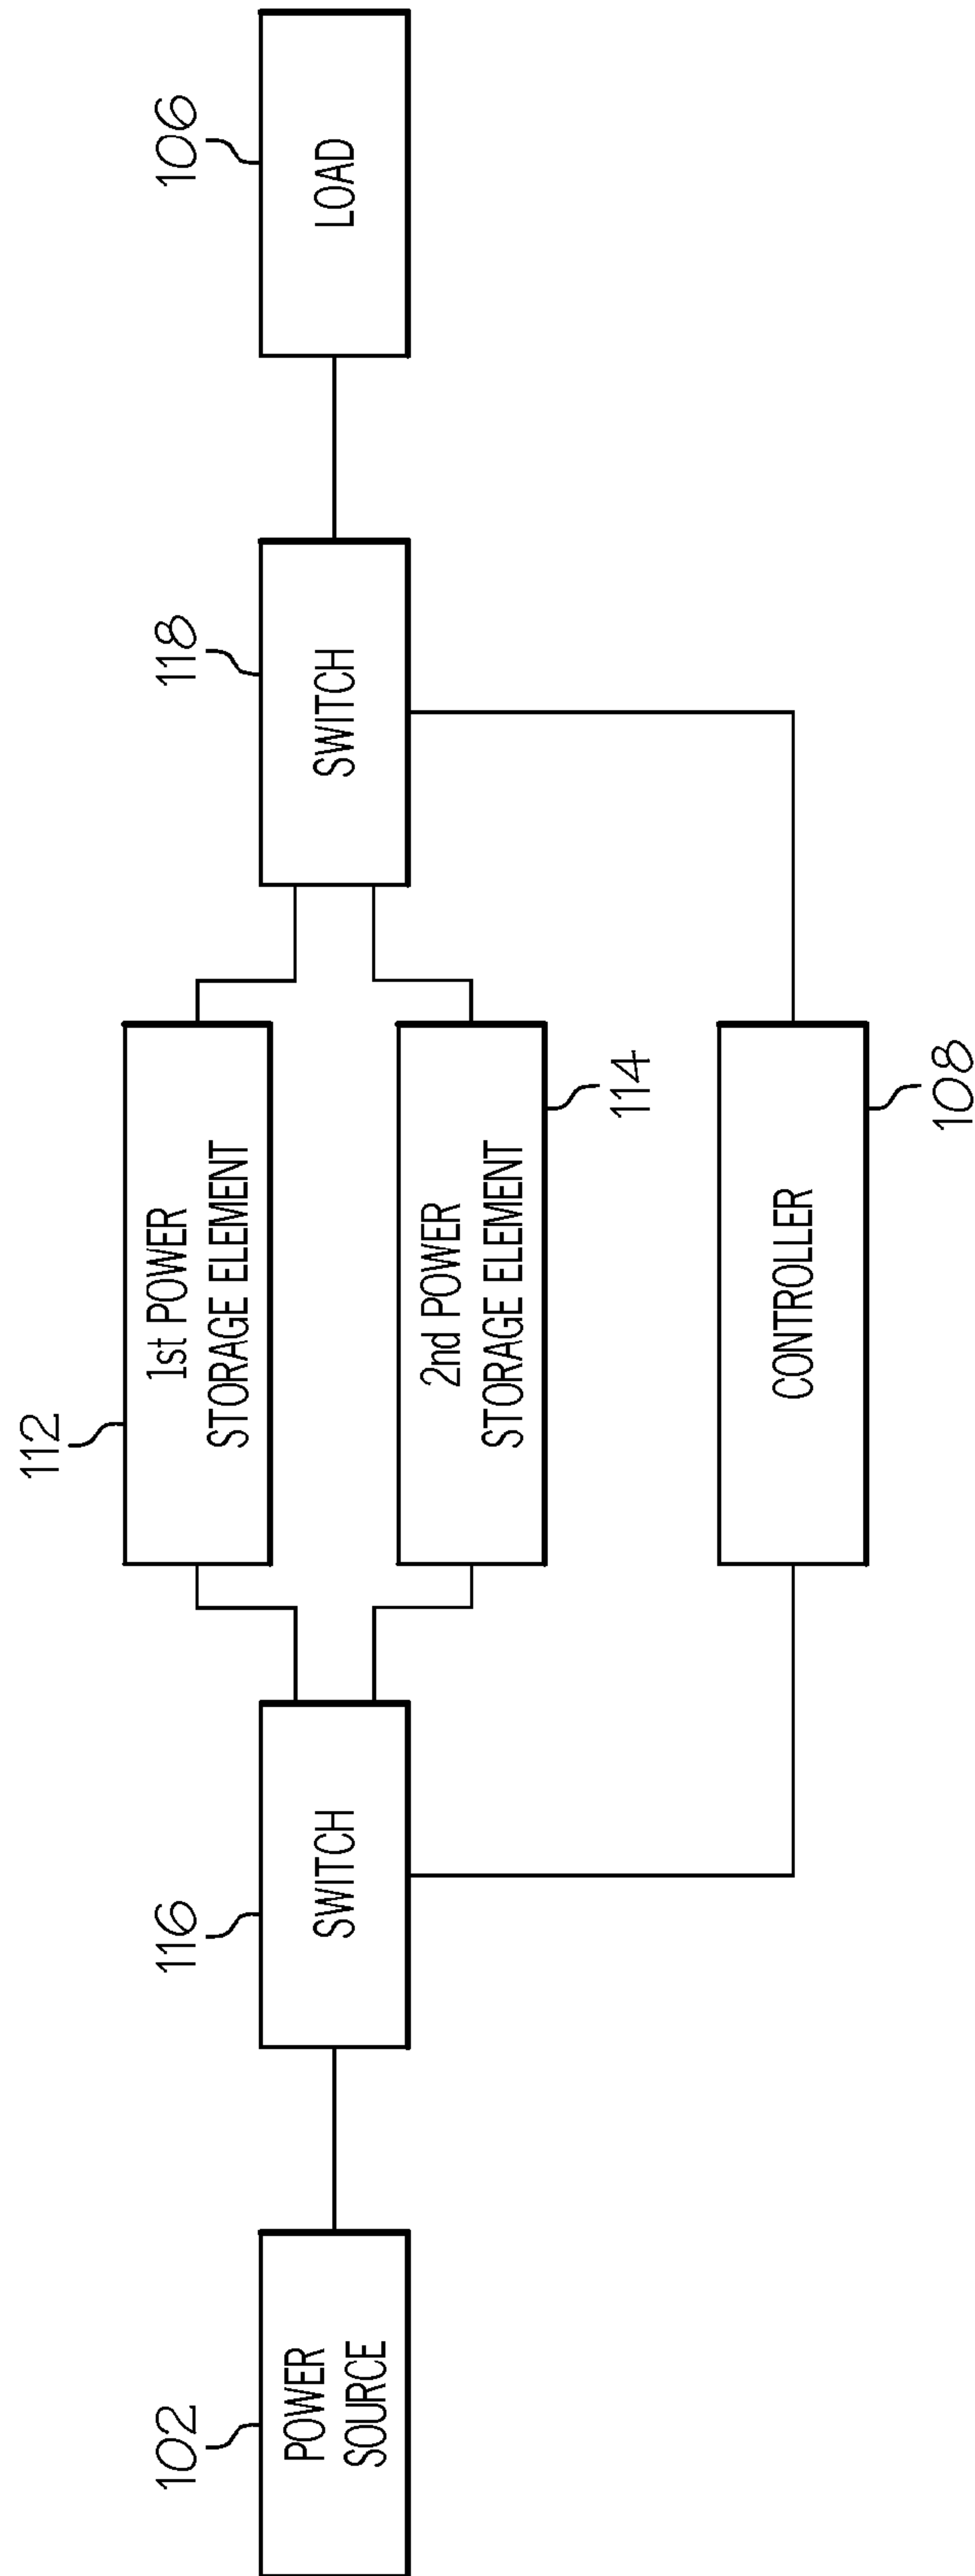 112
1st POWER
STORAGE ELEMENT
102
POWER
SOURCE
116
SWITCH
118
SWITCH
106
LOAD
2nd POWER
STORAGE ELEMENT
114
CONTROLLER
108